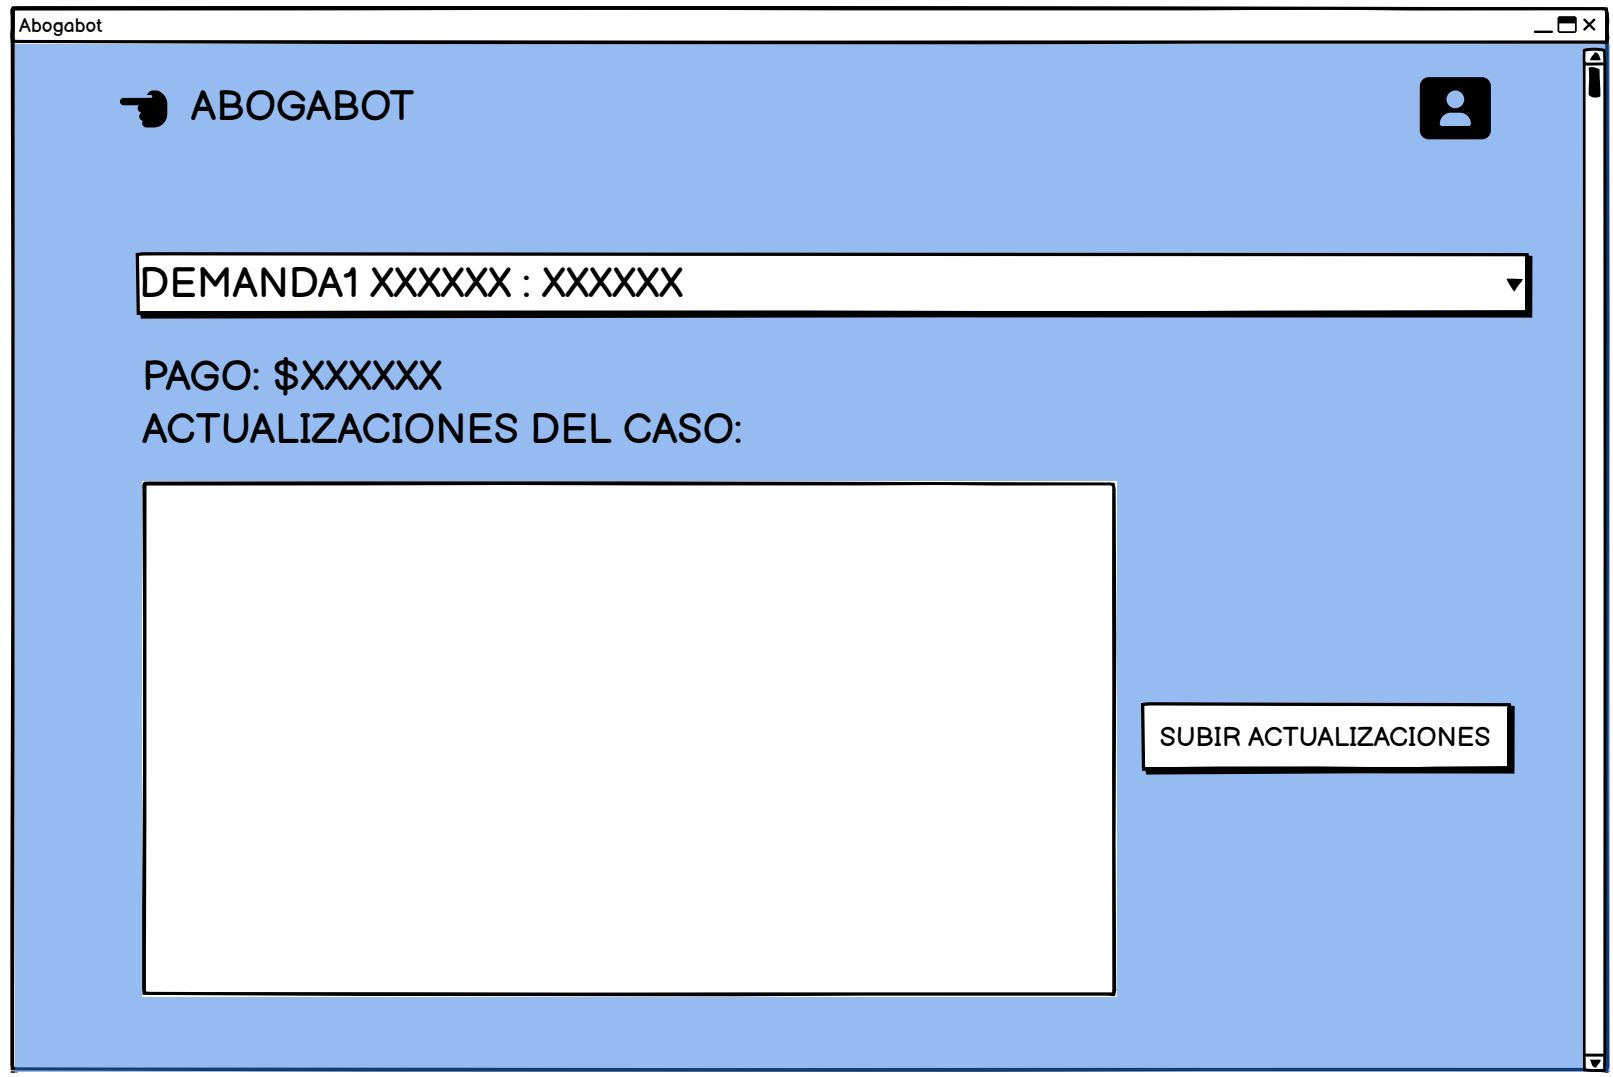 Abogabot
ABOGABOT
DEMANDA1 XXXXXX : XXXXXX
PAGO: $XXXXXX
ACTUALIZACIONES DEL CASO:
SUBIR ACTUALIZACIONES